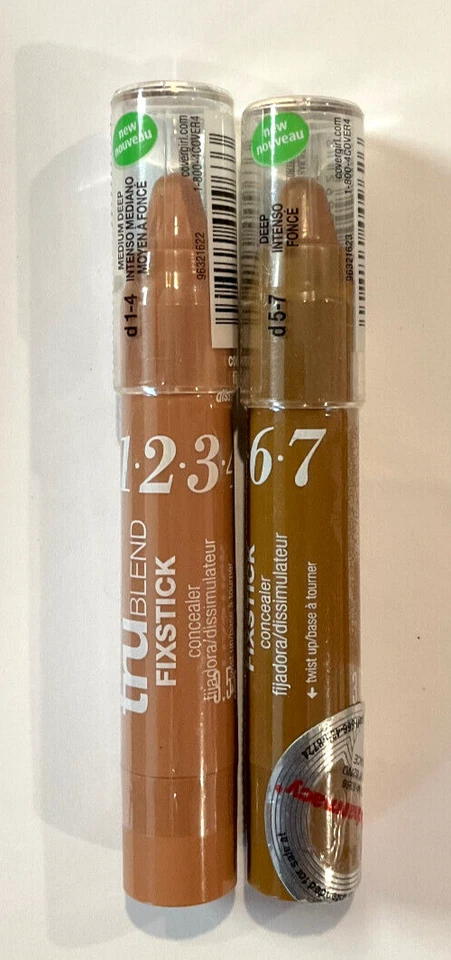 new
nouveau
MEDIUM DEEP
INTENSO MEDIANO
MOYEN À FONCÉ
d 1-4
covergirl.com
1-800-4COVER4
96321622
1·2·3·4
truBLEND
FIXSTICK
concealer
fijadora/dissimulateur
new
nouveau
DEEP
INTENSO
FONCÉ
d 5-7
covergirl.com
1-800-4COVER4
96321623
6·7
FIXSTICK
concealer
fijadora/dissimulateur
twist up/base à tourner